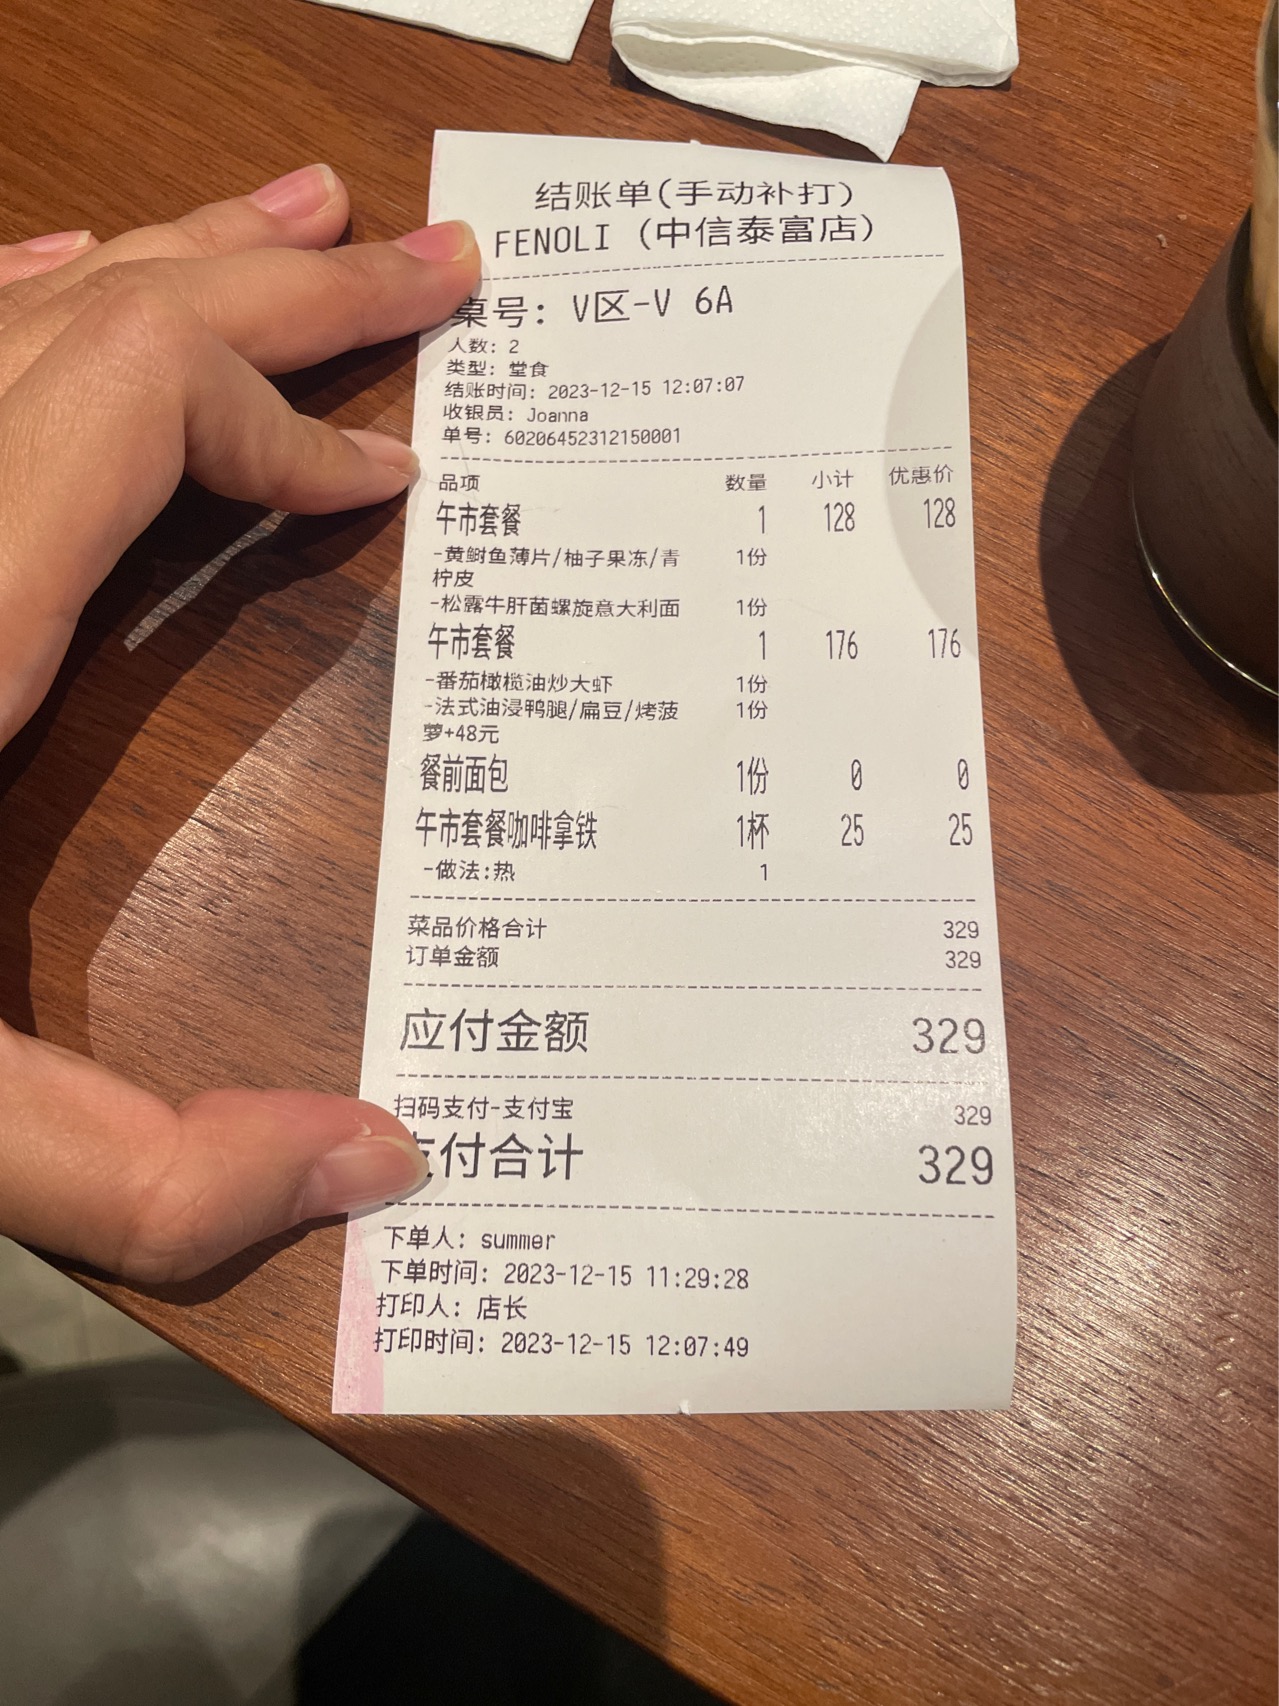 结账单(手动补打)
FENOLI (中信泰富店)
桌号: V区-V 6A
人数: 2
类型: 堂食
结账时间: 2023-12-15 12:07:07
收银员: Joanna
单号: 60206452312150001
品项 数量 小计 优惠价
午市套餐 1 128 128
-黄鲥鱼薄片/柚子果冻/青 1份
柠皮
-松露牛肝菌螺旋意大利面 1份
午市套餐 1 176 176
-番茄橄榄油炒大虾 1份
-法式油浸鸭腿/扁豆/烤菠 1份
萝+48元
餐前面包 1份 0 0
午市套餐咖啡拿铁 1杯 25 25
-做法:热 1
菜品价格合计 329
订单金额 329
应付金额 329
扫码支付-支付宝 329
支付合计 329
下单人: summer
下单时间: 2023-12-15 11:29:28
打印人: 店长
打印时间: 2023-12-15 12:07:49